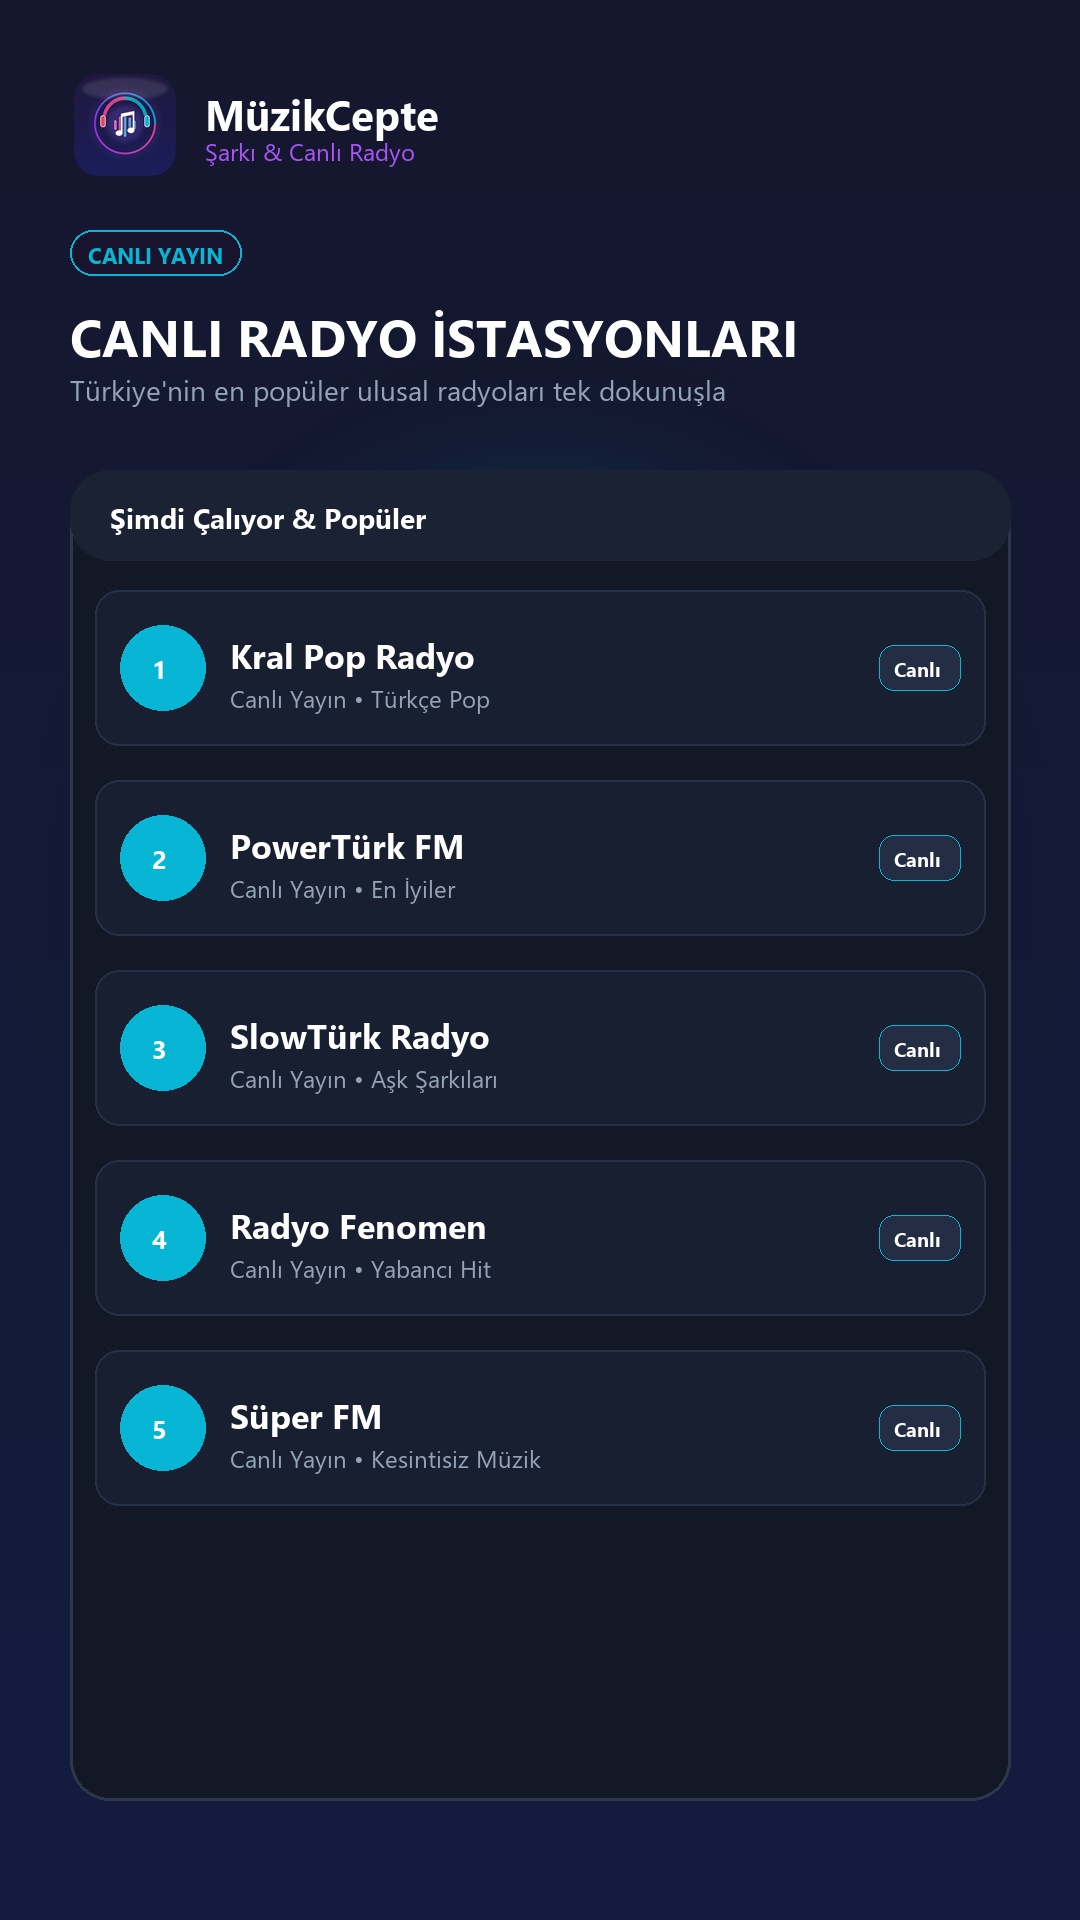 MüzikCepte
Şarkı & Canlı Radyo
CANLI YAYIN
CANLI RADYO İSTASYONLARI
Türkiye'nin en popüler ulusal radyoları tek dokunuşla
Şimdi Çalıyor & Popüler
1
Kral Pop Radyo
Canlı Yayın • Türkçe Pop
Canlı
2
PowerTürk FM
Canlı Yayın • En İyiler
Canlı
3
SlowTürk Radyo
Canlı Yayın • Aşk Şarkıları
Canlı
4
Radyo Fenomen
Canlı Yayın • Yabancı Hit
Canlı
5
Süper FM
Canlı Yayın • Kesintisiz Müzik
Canlı